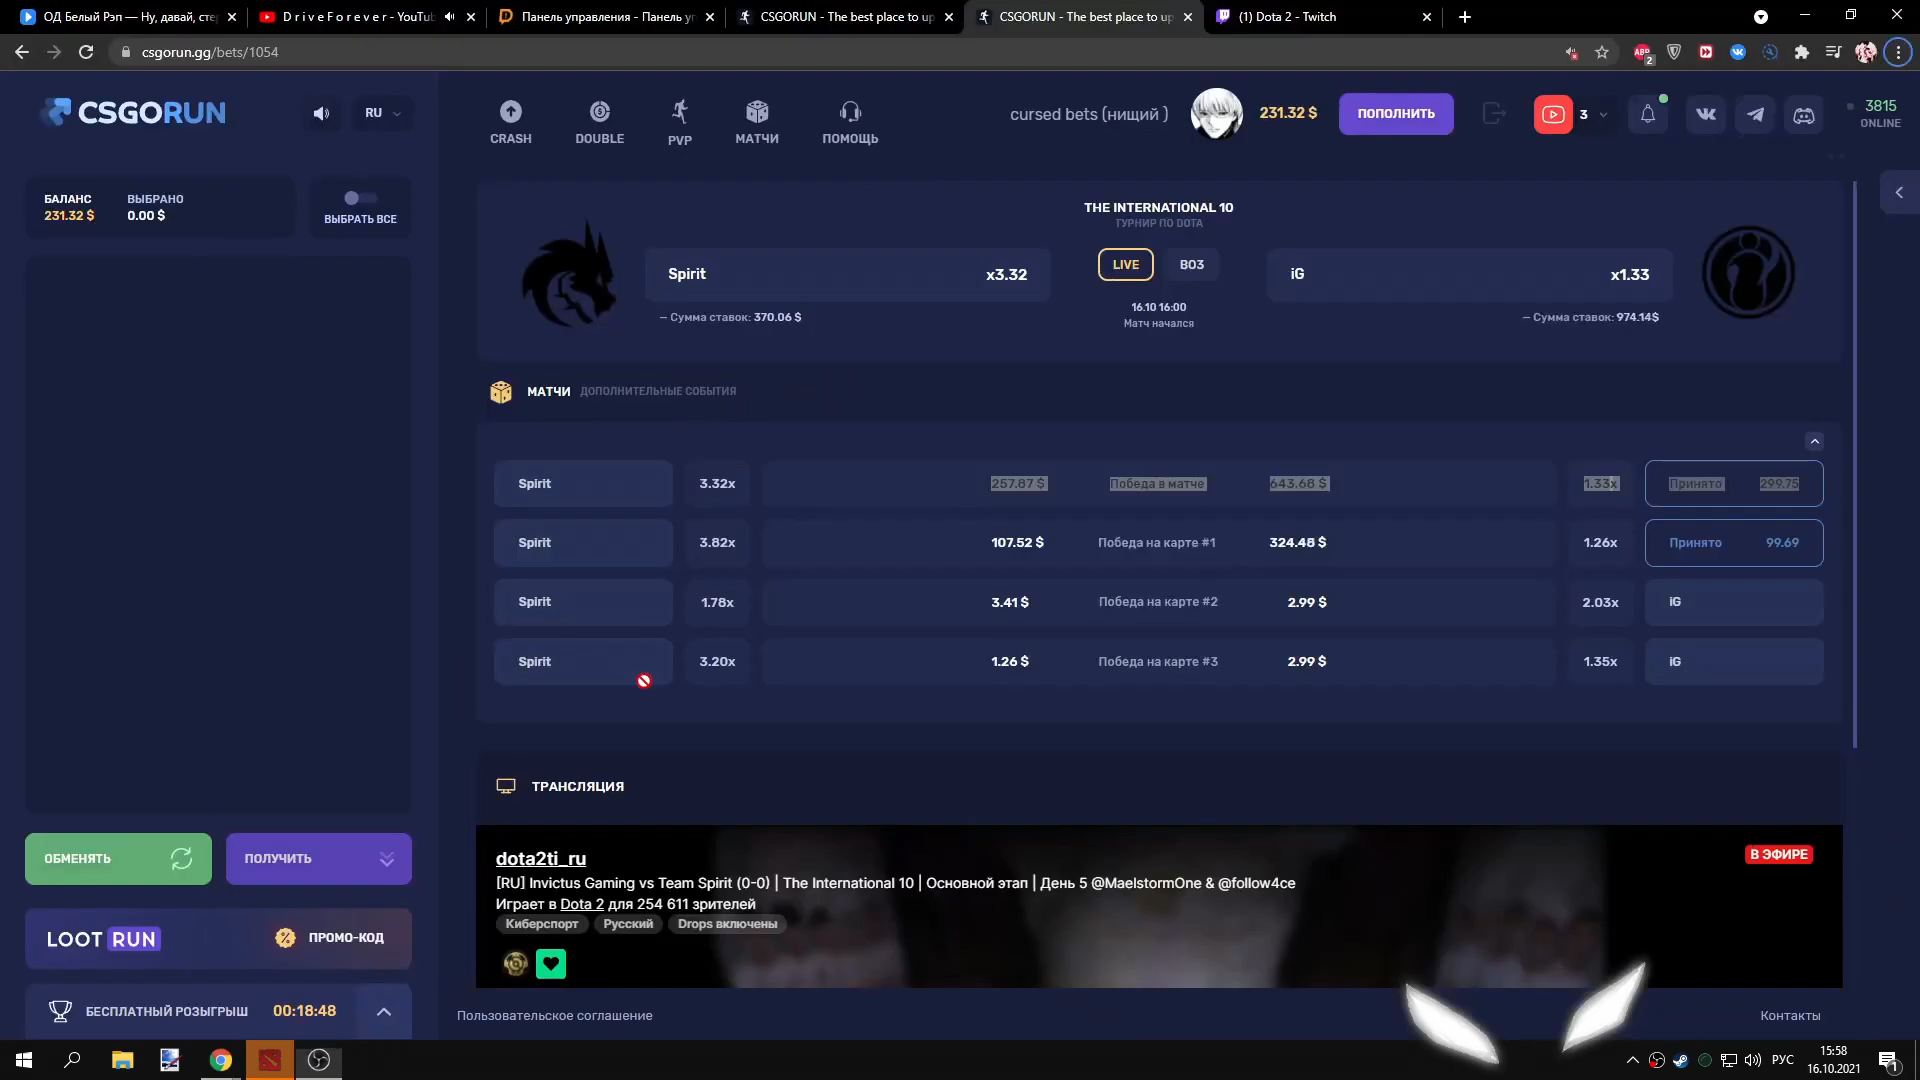 ОД Белый Рэп — Ну, давай, сте
D r i v e F o r e v e r - YouTu
Панель управления - Панель у
CSGORUN - The best place to up
CSGORUN - The best place to up
(1) Dota 2 - Twitch
csgorun.gg/bets/1054
ABP
2
CSGORUN
RU
CRASH
DOUBLE
PVP
МАТЧИ
ПОМОЩЬ
cursed bets (нищий )
231.32 $
ПОПОЛНИТЬ
3
3815
ONLINE
БАЛАНС
231.32 $
ВЫБРАНО
0.00 $
ВЫБРАТЬ ВСЕ
THE INTERNATIONAL 10
ТУРНИР ПО DOTA
Spirit x3.32
LIVE
BO3
iG x1.33
— Сумма ставок: 370.06 $
16.10 16:00
Матч начался
— Сумма ставок: 974.14$
МАТЧИ ДОПОЛНИТЕЛЬНЫЕ СОБЫТИЯ
Spirit 3.32x 257.87 $ Победа в матче 643.68 $ 1.33x Принято 299.75
Spirit 3.82x 107.52 $ Победа на карте #1 324.48 $ 1.26x Принято 99.69
Spirit 1.78x 3.41 $ Победа на карте #2 2.99 $ 2.03x iG
Spirit 3.20x 1.26 $ Победа на карте #3 2.99 $ 1.35x iG
ТРАНСЛЯЦИЯ
dota2ti_ru
В ЭФИРЕ
[RU] Invictus Gaming vs Team Spirit (0-0) | The International 10 | Основной этап | День 5 @MaelstormOne & @follow4ce
Играет в Dota 2 для 254 611 зрителей
Киберспорт Русский Drops включены
ОБМЕНЯТЬ
ПОЛУЧИТЬ
LOOT RUN
ПРОМО-КОД
БЕСПЛАТНЫЙ РОЗЫГРЫШ 00:18:48
Пользовательское соглашение
Контакты
РУС
15:58
16.10.2021
1